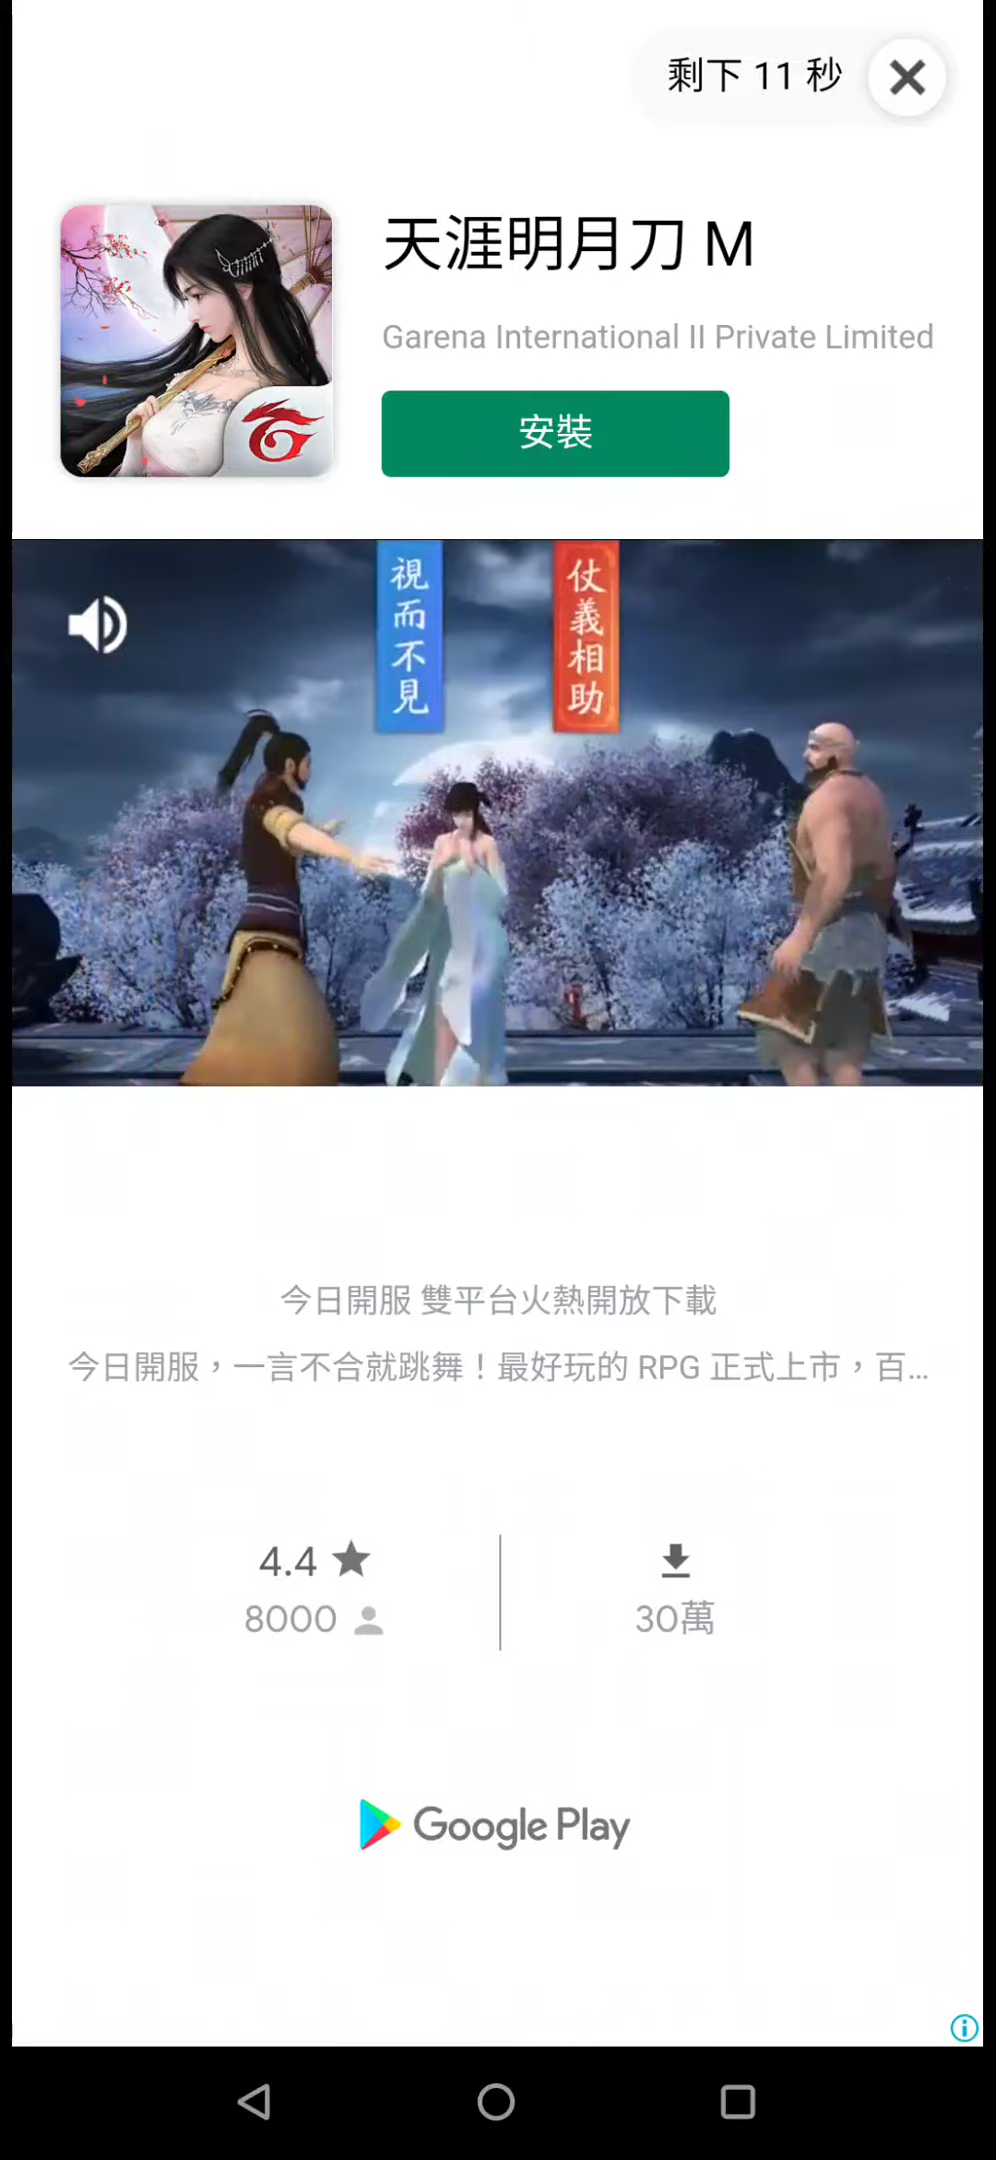 剩下 11 秒
天涯明月刀 M
Garena International II Private Limited
安裝
視而不見
仗義相助
今日開服 雙平台火熱開放下載
今日開服，一言不合就跳舞！最好玩的 RPG 正式上市，百...
4.4
8000
30萬
Google Play